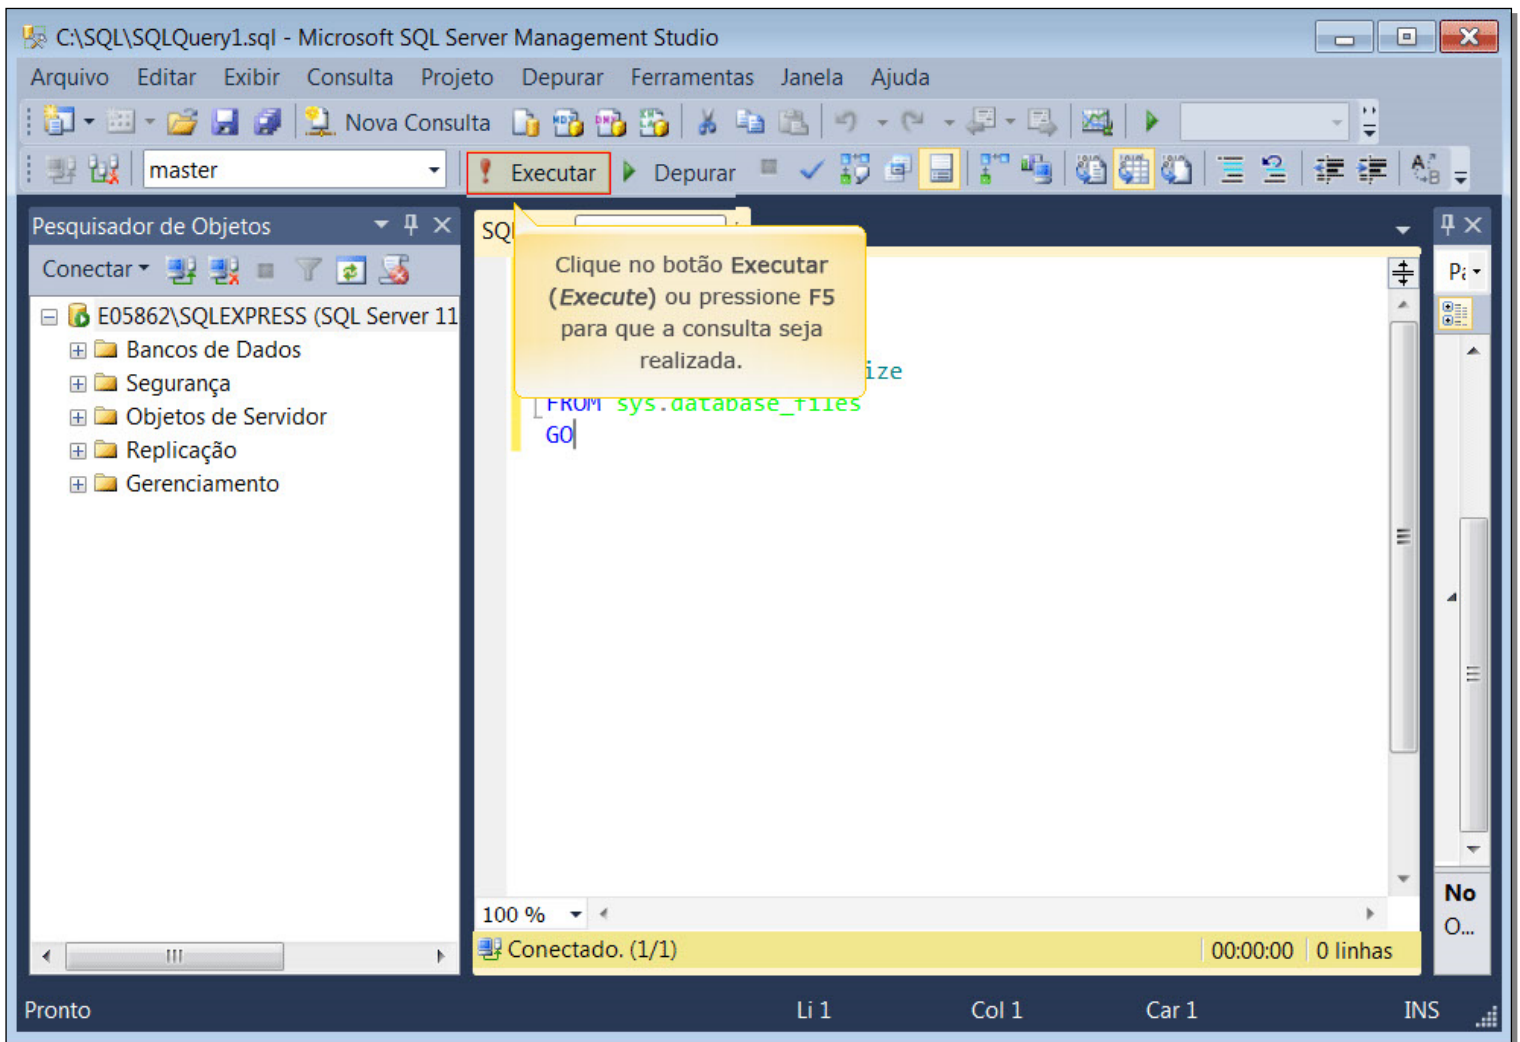 C:\SQL\SQLQuery1.sql - Microsoft SQL Server Management Studio
Arquivo Editar Exibir Consulta Projeto Depurar Ferramentas Janela Ajuda
Nova Consulta
master Executar Depurar
Pesquisador de Objetos
Conectar
E05862\SQLEXPRESS (SQL Server 11
Bancos de Dados
Segurança
Objetos de Servidor
Replicação
Gerenciamento
SQ
Clique no botão Executar
(Execute) ou pressione F5
para que a consulta seja
realizada.
ize
FROM sys.database_files
GO
100 %
Conectado. (1/1) 00:00:00 0 linhas
No
O...
Pronto Li 1 Col 1 Car 1 INS